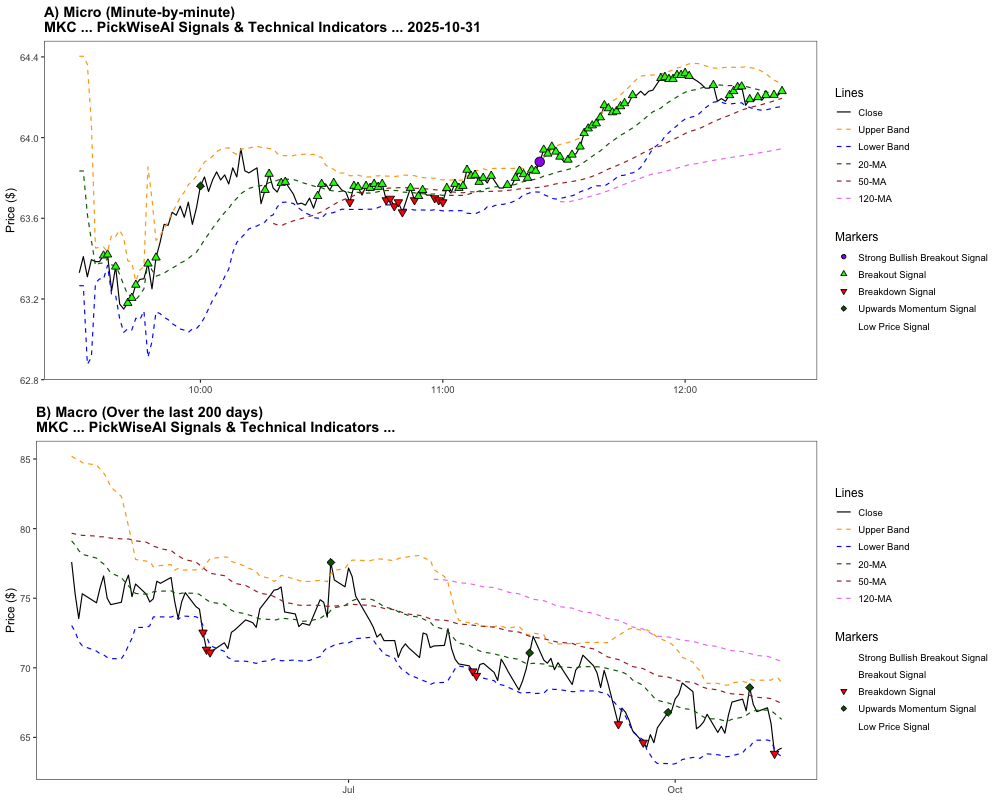 A) Micro (Minute-by-minute)
MKC ... PickWiseAI Signals & Technical Indicators ... 2025-10-31
64.4
64.0
63.6
63.2
62.8
Price ($)
10:00
11:00
12:00
Lines
Close
Upper Band
Lower Band
20-MA
50-MA
120-MA
Markers
Strong Bullish Breakout Signal
Breakout Signal
Breakdown Signal
Upwards Momentum Signal
Low Price Signal
B) Macro (Over the last 200 days)
MKC ... PickWiseAI Signals & Technical Indicators ...
85
80
75
70
65
Price ($)
Jul
Oct
Lines
Close
Upper Band
Lower Band
20-MA
50-MA
120-MA
Markers
Strong Bullish Breakout Signal
Breakout Signal
Breakdown Signal
Upwards Momentum Signal
Low Price Signal